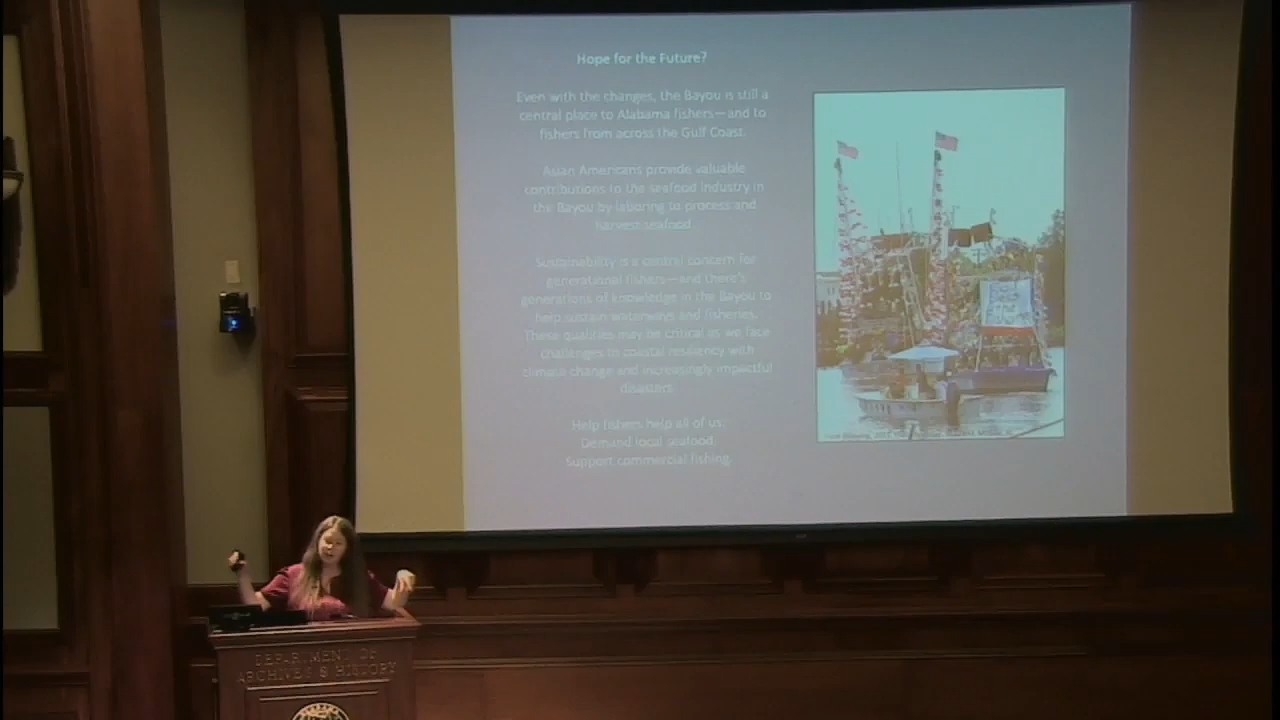 Hope for the Future?
Even with the changes, the Bayou is still a
central place to Alabama fishers—and to
fishers from across the Gulf Coast.
Asian Americans provide valuable
contributions to the seafood industry in
the Bayou by laboring to process and
harvest seafood.
Sustainability is a central concern for
generational fishers—and there's
generations of knowledge in the Bayou to
help sustain waterways and fisheries.
These qualities may be critical as we face
challenges in coastal resiliency with
climate change and increasingly impactful
disasters.
Help fishers help all of us:
Demand local seafood.
Support commercial fishing.
DEPARTMENT OF
ARCHIVES & HISTORY